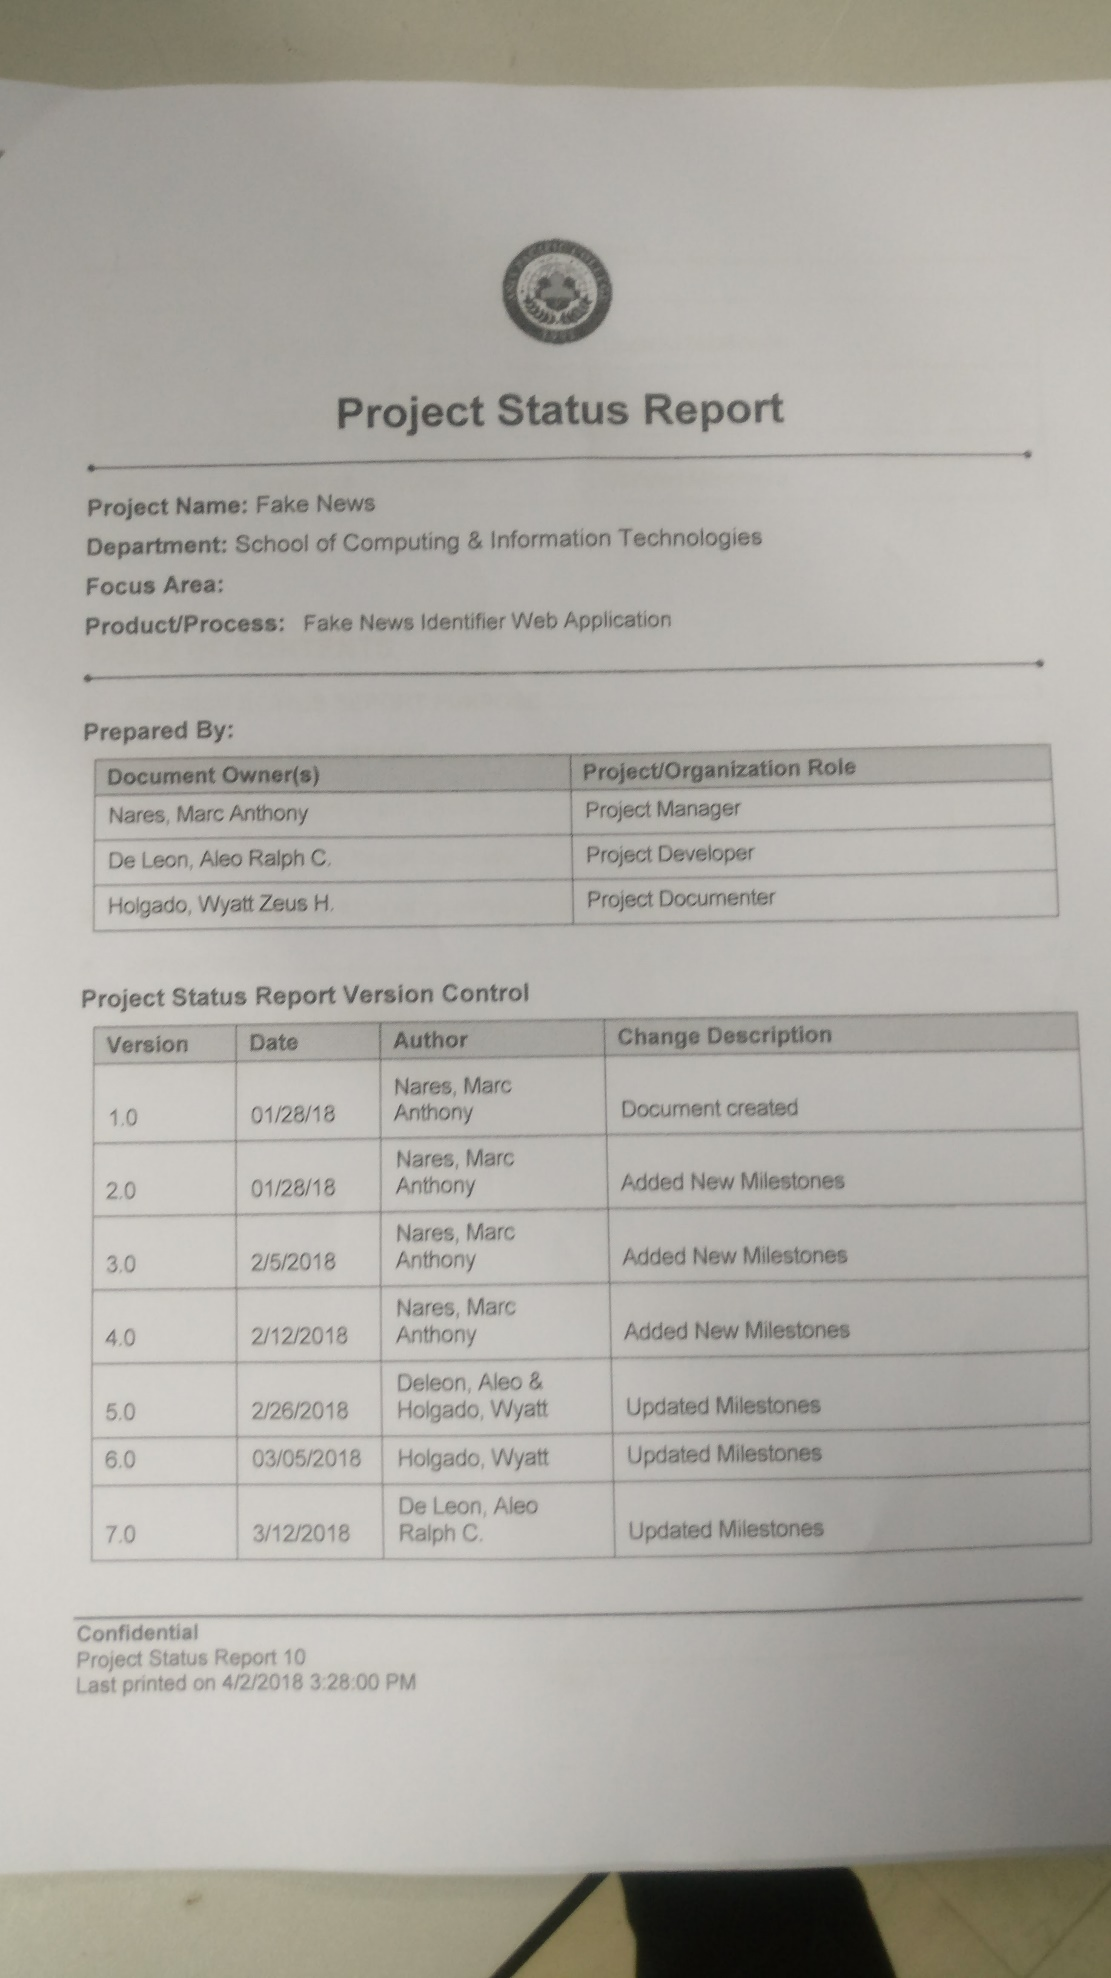 ASIA PACIFIC COLLEGE
Project Status Report
Project Name: Fake News
Department: School of Computing & Information Technologies
Focus Area:
Product/Process: Fake News Identifier Web Application
Prepared By:
Document Owner(s) Project/Organization Role
Nares, Marc Anthony Project Manager
De Leon, Aleo Ralph C. Project Developer
Holgado, Wyatt Zeus H. Project Documenter
Project Status Report Version Control
Version Date Author Change Description
1.0 01/28/18 Nares, Marc Anthony Document created
2.0 01/28/18 Nares, Marc Anthony Added New Milestones
3.0 2/5/2018 Nares, Marc Anthony Added New Milestones
4.0 2/12/2018 Nares, Marc Anthony Added New Milestones
5.0 2/26/2018 Deleon, Aleo & Holgado, Wyatt Updated Milestones
6.0 03/05/2018 Holgado, Wyatt Updated Milestones
7.0 3/12/2018 De Leon, Aleo Ralph C. Updated Milestones
Confidential
Project Status Report 10
Last printed on 4/2/2018 3:28:00 PM